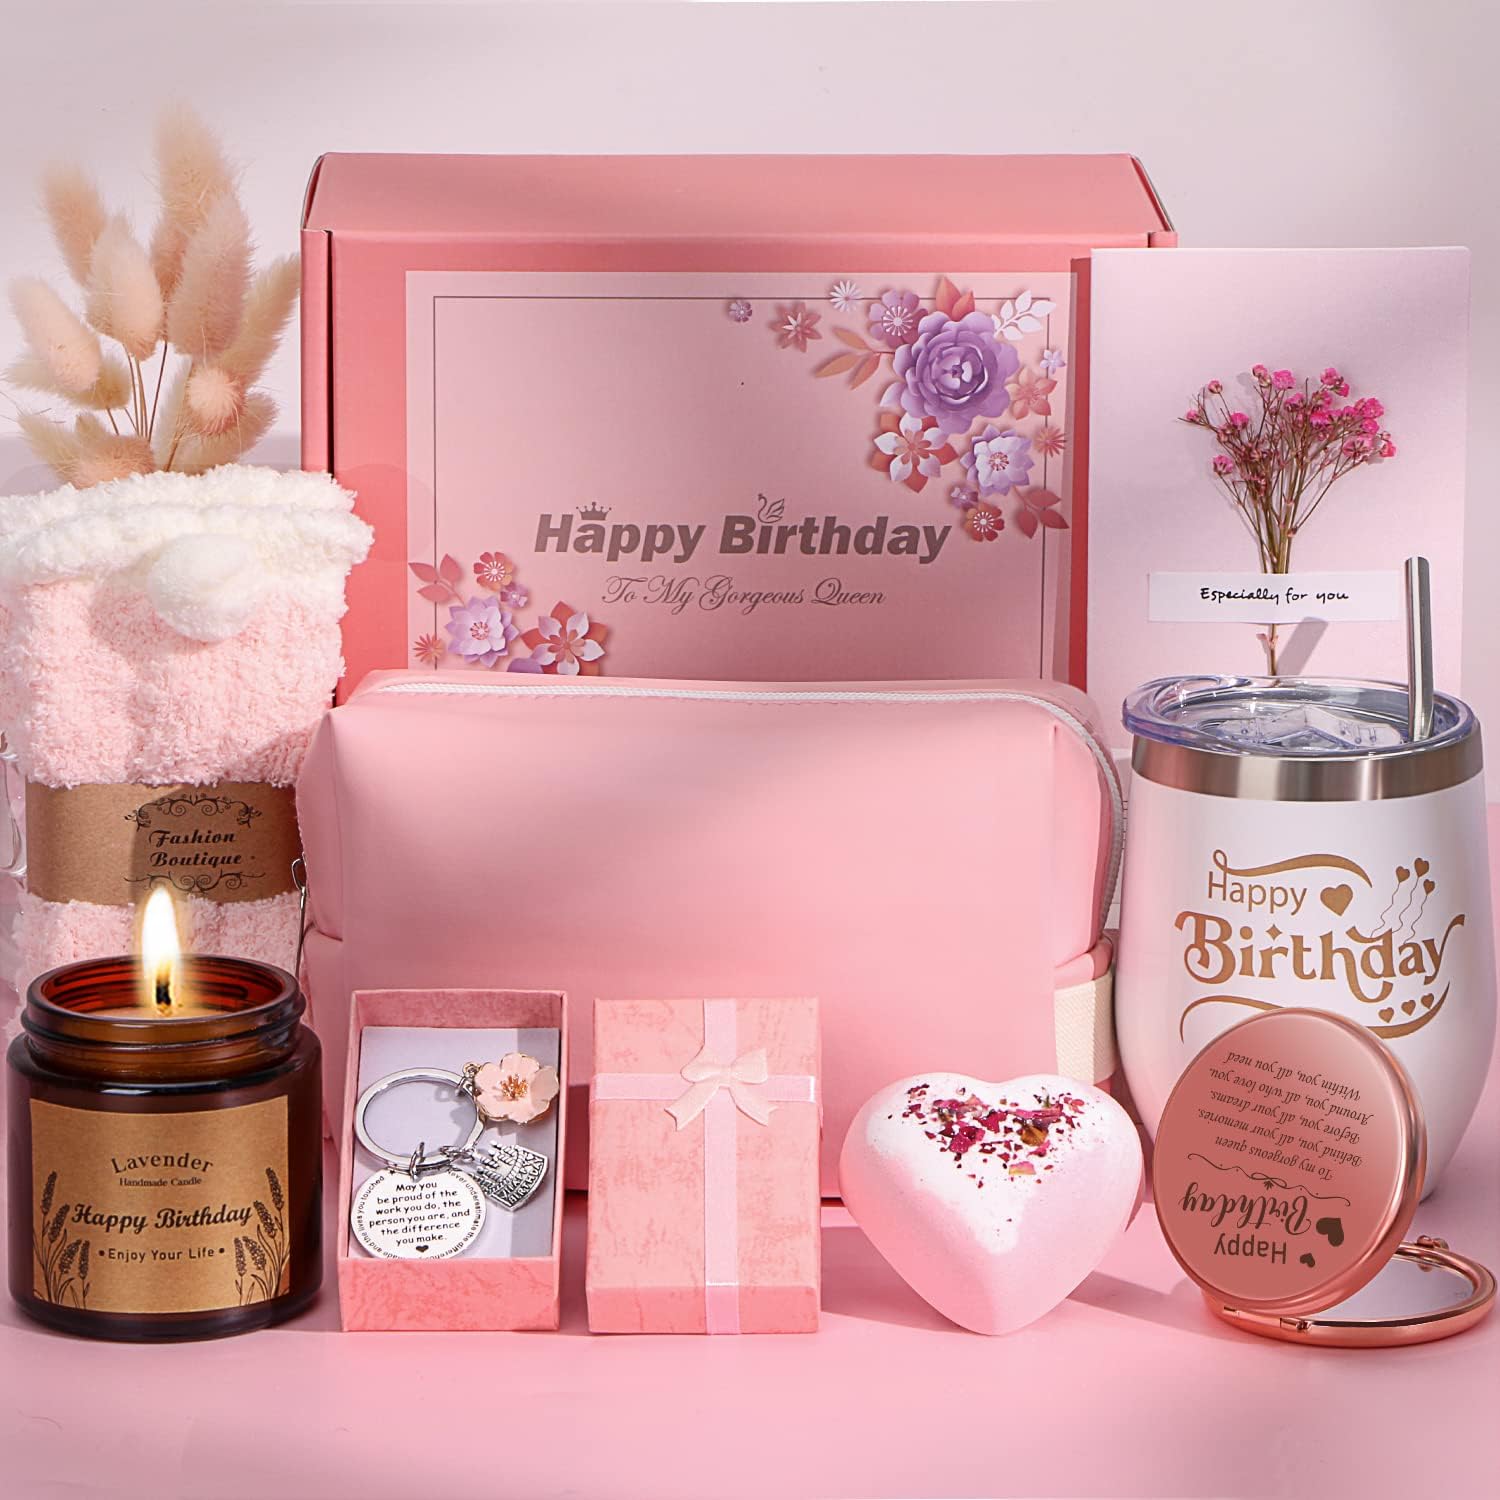 Happy Birthday
To My Gorgeous Queen
Especially for you
Fashion
Boutique
Happy
Birthday
Lavender
Handmade Candle
Happy Birthday
• Enjoy Your Life •
May you
be proud of the
work you do, the
person you are, and
the difference
you make.
HAPPY
BIRTHDAY
Happy
Birthday
To my gorgeous queen
Behind you, all your memories.
Before you, all your dreams.
Around you, all who love you.
Within you, all you need